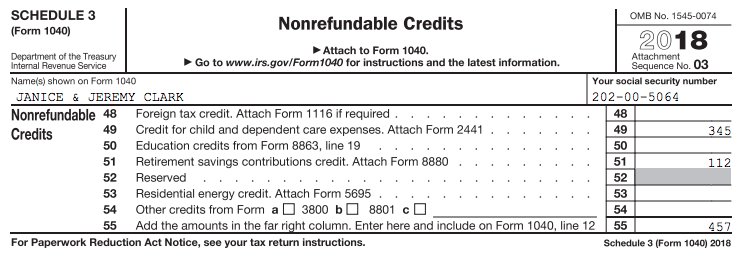 SCHEDULE 3
(Form 1040)
Department of the Treasury
Internal Revenue Service
Nonrefundable Credits
▶ Attach to Form 1040.
▶ Go to www.irs.gov/Form1040 for instructions and the latest information.
OMB No. 1545-0074
2018
Attachment
Sequence No. 03
Name(s) shown on Form 1040
JANICE & JEREMY CLARK
Your social security number
202-00-5064
Nonrefundable Credits
48 Foreign tax credit. Attach Form 1116 if required . . . . . . . . . . . . . 48
49 Credit for child and dependent care expenses. Attach Form 2441 . . . . . . . 49 345
50 Education credits from Form 8863, line 19 . . . . . . . . . . . . . . . 50
51 Retirement savings contributions credit. Attach Form 8880 . . . . . . . . 51 112
52 Reserved . . . . . . . . . . . . . . . . . . . . . . . . 52
53 Residential energy credit. Attach Form 5695 . . . . . . . . . . . . . . 53
54 Other credits from Form a ☐ 3800 b ☐ 8801 c ☐ 54
55 Add the amounts in the far right column. Enter here and include on Form 1040, line 12 55 457
For Paperwork Reduction Act Notice, see your tax return instructions.
Schedule 3 (Form 1040) 2018